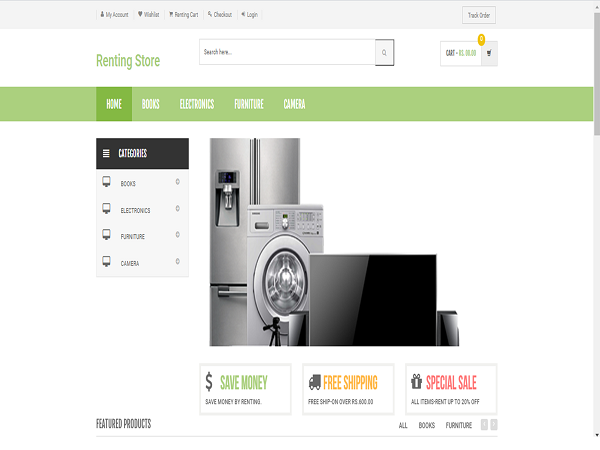 My Account Wishlist Renting Cart Checkout Login Track Order
Renting Store
Search here...
CART - RS. 00.00
0
HOME BOOKS ELECTRONICS FURNITURE CAMERA
CATEGORIES
BOOKS
ELECTRONICS
FURNITURE
CAMERA
SAMSUNG
SAVE MONEY
SAVE MONEY BY RENTING.
FREE SHIPPING
FREE SHIP-ON OVER RS.600.00
SPECIAL SALE
ALL ITEMS-RENT UP TO 20% OFF
FEATURED PRODUCTS
ALL BOOKS FURNITURE